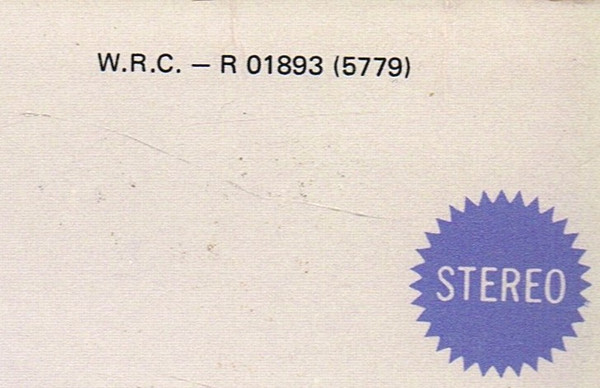 W.R.C. — R 01893 (5779)
STEREO